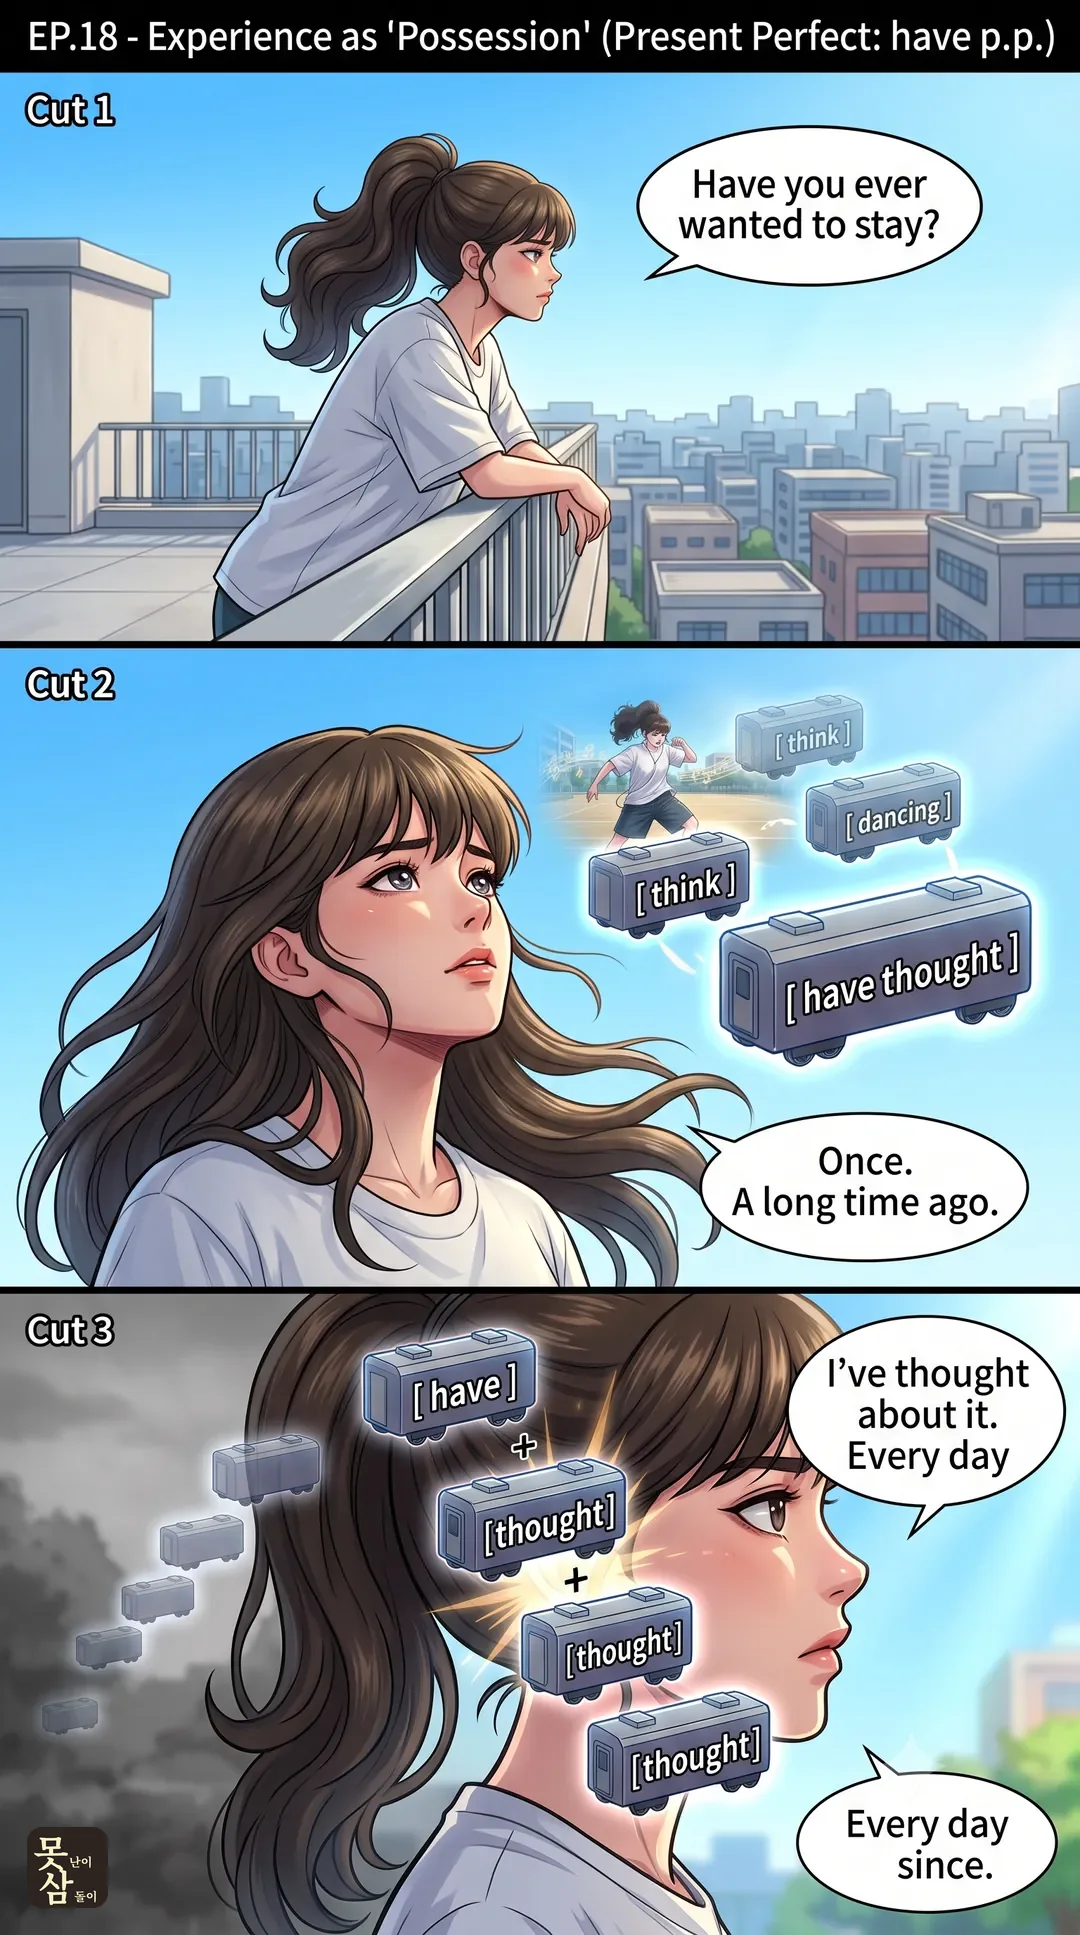 EP.18 - Experience as 'Possession' (Present Perfect: have p.p.)
Cut 1
Have you ever
wanted to stay?
Cut 2
[ think ]
[ dancing ]
[ think ]
[ have thought ]
Once.
A long time ago.
Cut 3
[ have ]
+
[thought]
+
[thought]
[thought]
I've thought
about it.
Every day
Every day
since.
못난이
삼돌이